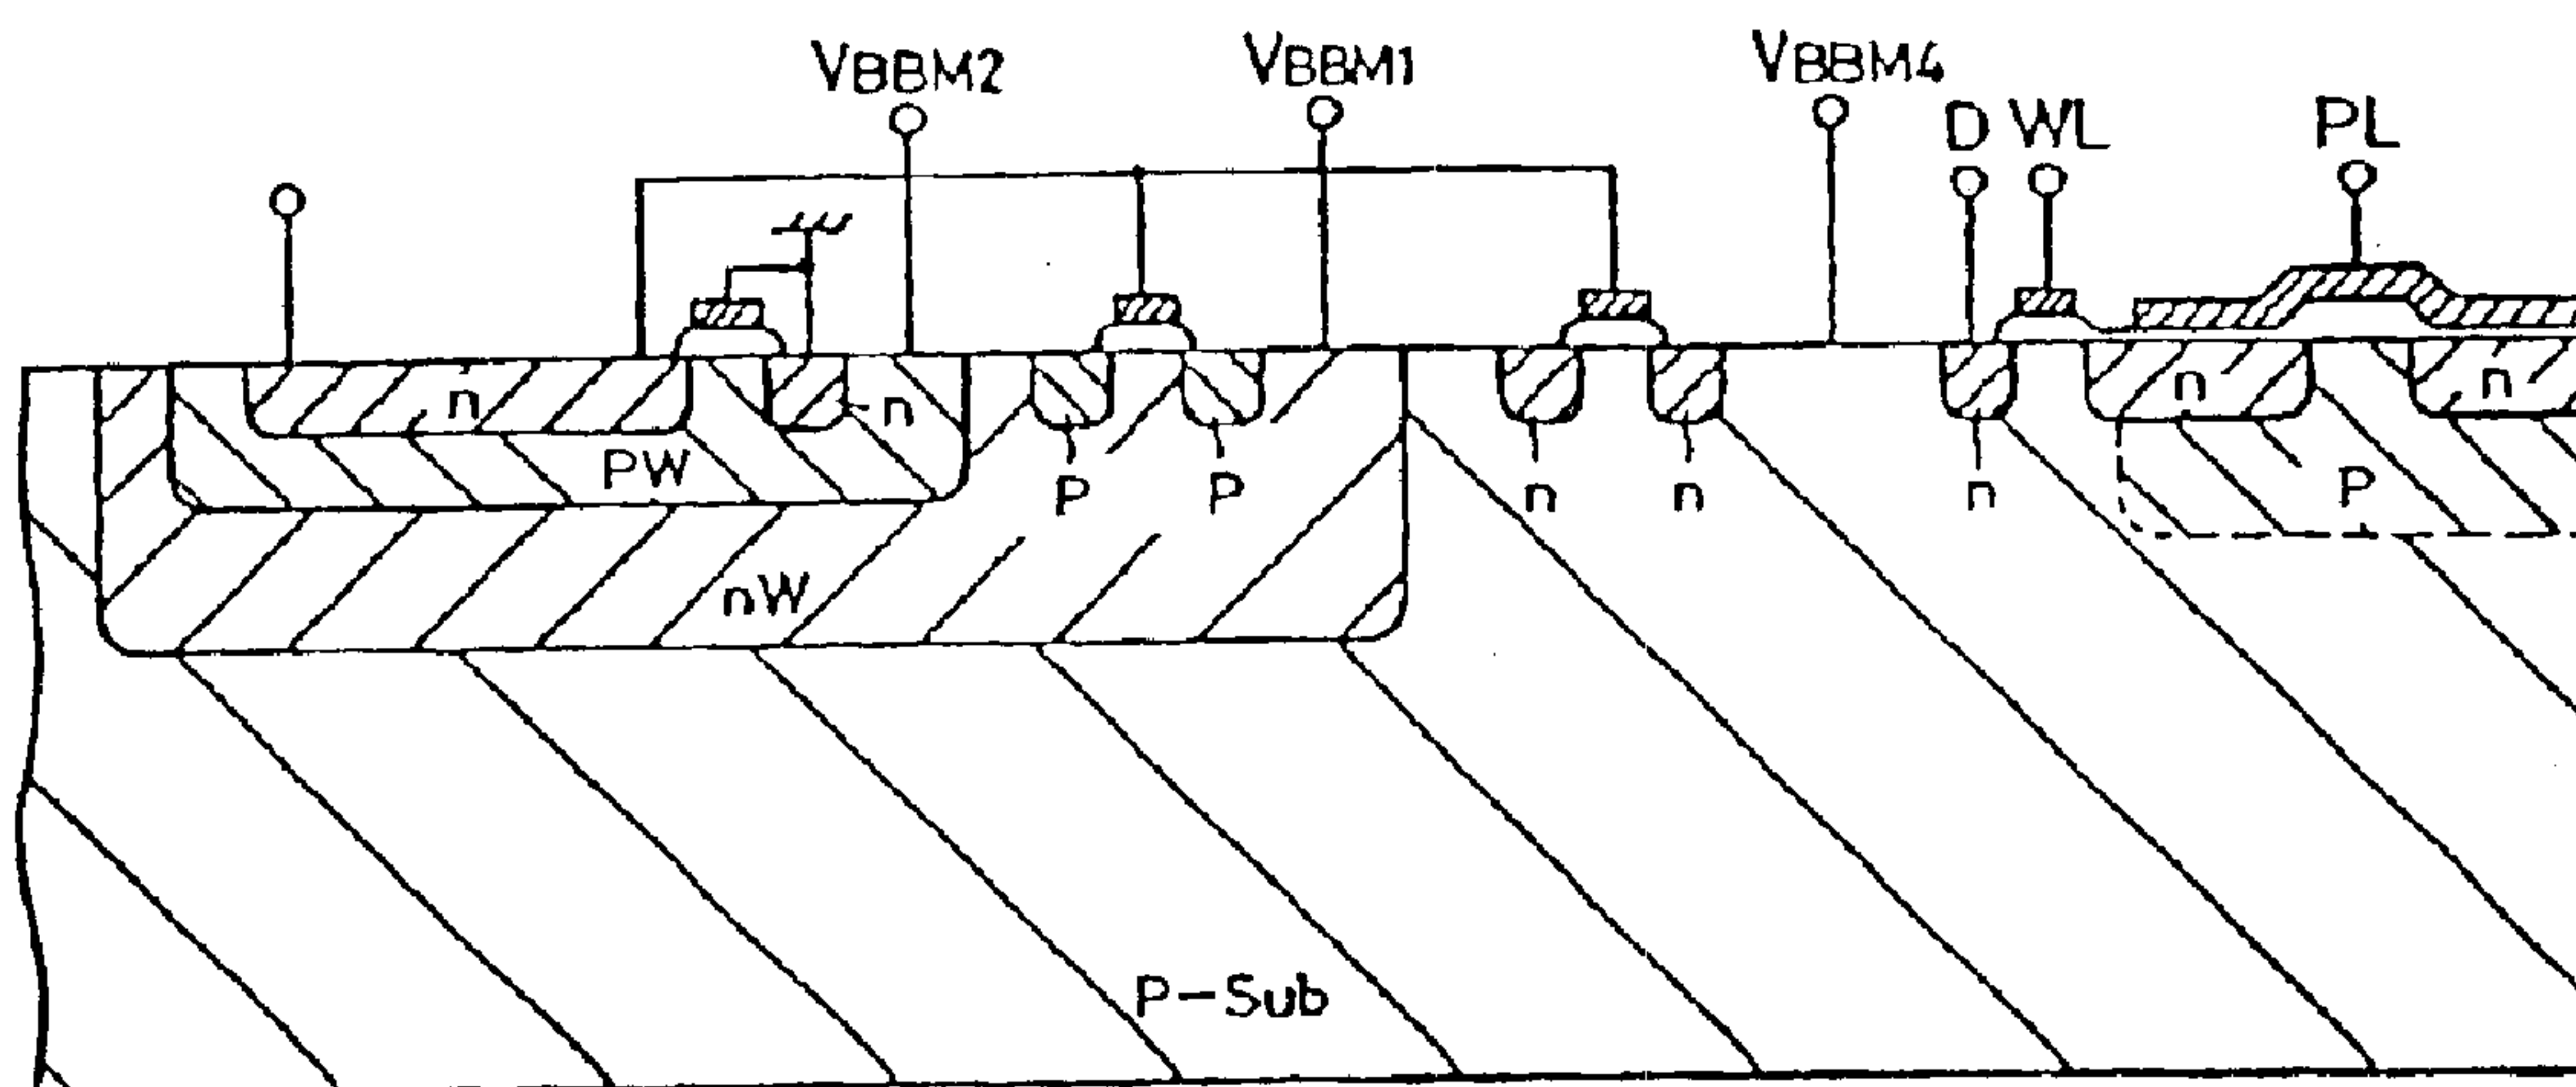 VBBM2 VBBM1 VBBM4
D WL PL
n n n n
PW P P n n n P
nW
P-Sub